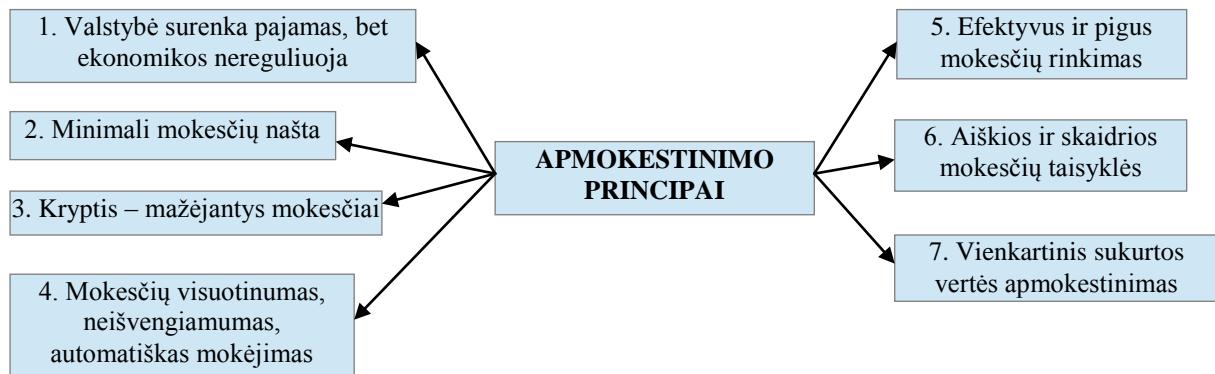 1. Valstybė surenka pajamas, bet
ekonomikos nereguliuoja
2. Minimali mokesčių našta
3. Kryptis – mažėjantys mokesčiai
4. Mokesčių visuotinumas,
neišvengiamumas,
automatiškas mokėjimas
APMOKESTINIMO
PRINCIPAI
5. Efektyvus ir pigus
mokesčių rinkimas
6. Aiškios ir skaidrios
mokesčių taisyklės
7. Vienkartinis sukurtos
vertės apmokestinimas